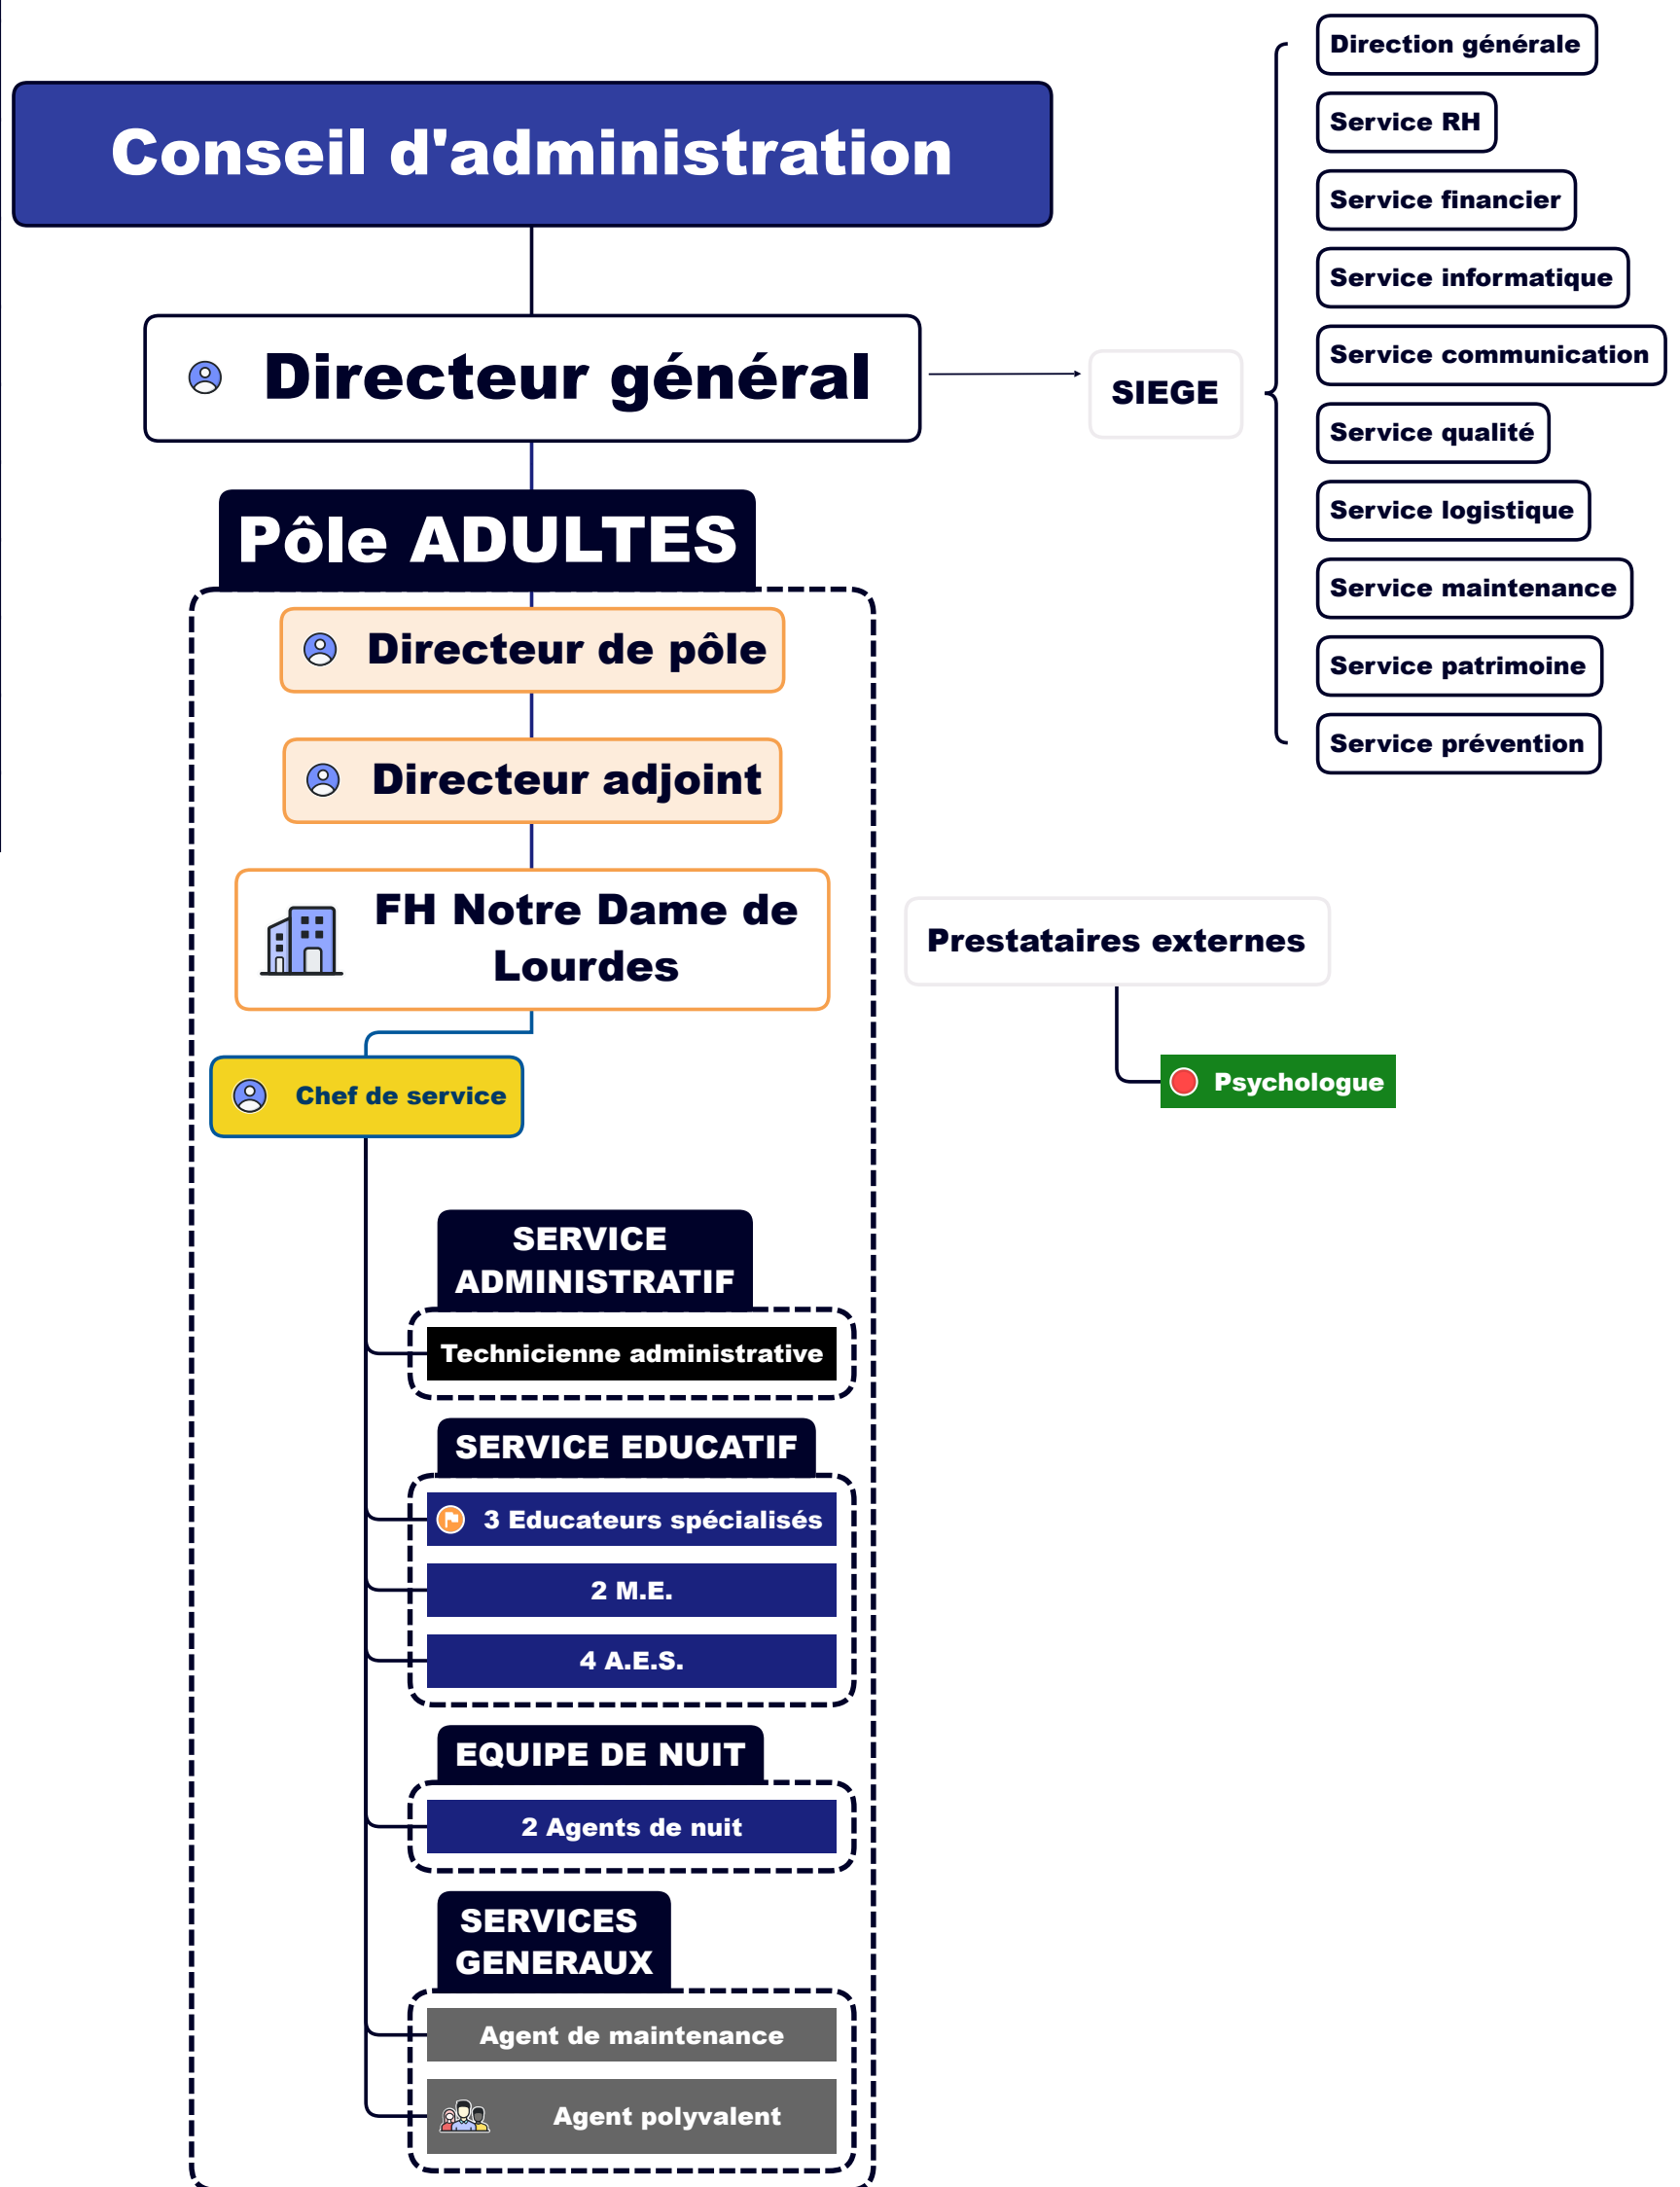 Conseil d'administration
Directeur général
SIEGE
Direction générale
Service RH
Service financier
Service informatique
Service communication
Service qualité
Service logistique
Service maintenance
Service patrimoine
Service prévention
Pôle ADULTES
Directeur de pôle
Directeur adjoint
FH Notre Dame de
Lourdes
Prestataires externes
Psychologue
Chef de service
SERVICE
ADMINISTRATIF
Technicienne administrative
SERVICE EDUCATIF
3 Educateurs spécialisés
2 M.E.
4 A.E.S.
EQUIPE DE NUIT
2 Agents de nuit
SERVICES
GENERAUX
Agent de maintenance
Agent polyvalent